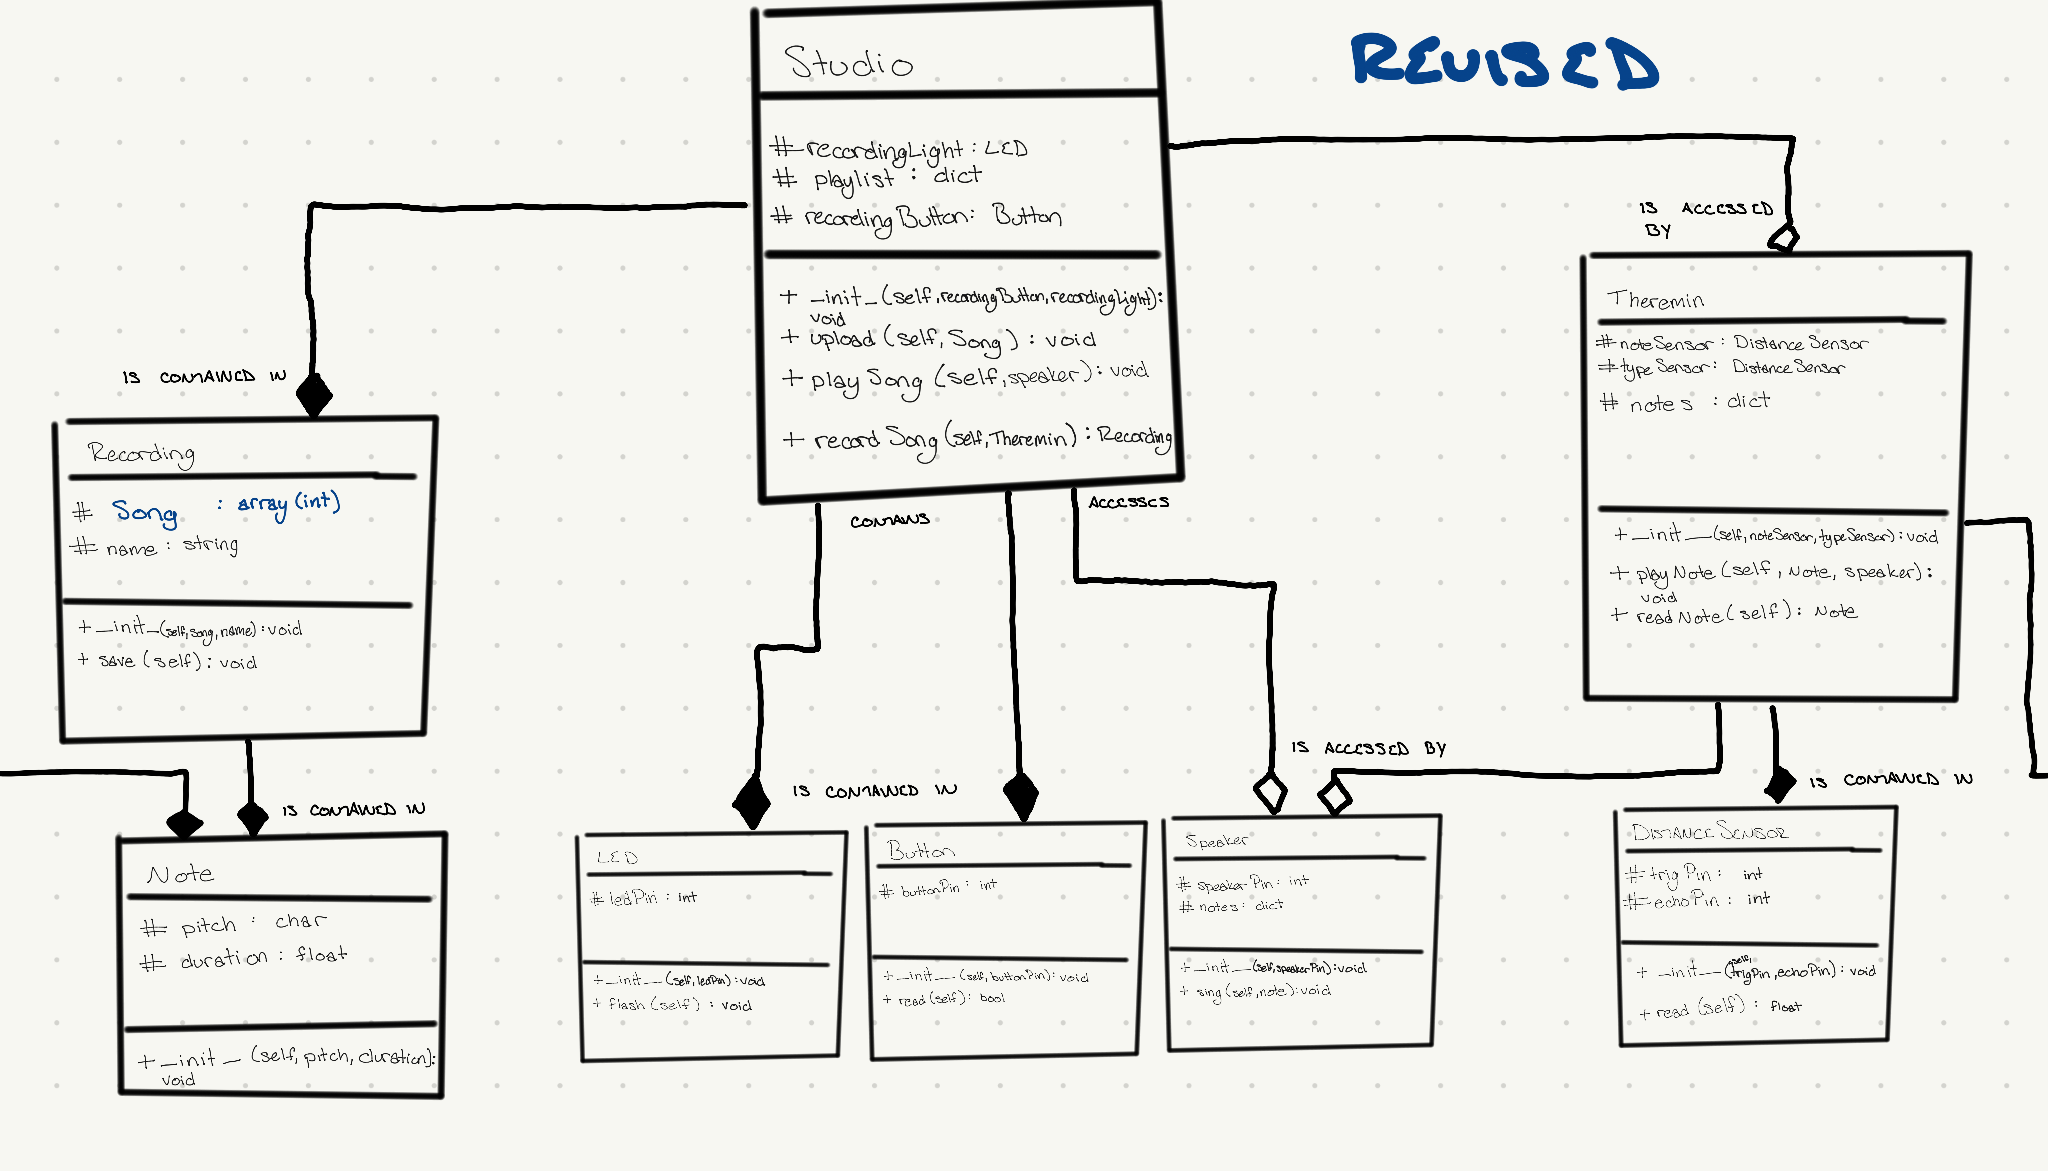 REVISED
Studio
# recordingLight : LED
# playlist : dict
# recordingButton: Button
+ _init_(self,recordingButton,recordingLight):
void
+ upload (self, Song) : void
+ play Song (self,speaker): void
+ record Song(self,Theremin) : Recording
IS CONTAINED IN
Recording
# Song : array (int)
# name : string
+ _init_(self,song,name) : void
+ save (self) : void
IS CONTAINED IN
Note
# pitch : char
# duration : float
+ _init_ (self, pitch, duration):
void
CONTAINS
ACCESSES
IS CONTAINED IN
IS ACCESSED BY
LED
# ledPin : int
+ _init__ (self,ledPin) : void
+ flash (self) : void
Button
# buttonPin : int
+ _init__ (self,buttonPin): void
+ read (self) : bool
Speaker
# speaker Pin : int
# notes : dict
+ _init__ (self,speakerPin): void
+ sing (self,note): void
IS ACCESSED
BY
Theremin
# noteSensor : Distance Sensor
# typeSensor : Distance Sensor
# notes : dict
+ _init__ (self,noteSensor,typeSensor) : void
+ play Note (self, Note, speaker) :
void
+ read Note (self) : Note
IS CONTAINED IN
DISTANCE SENSOR
# trigPin : int
# echoPin : int
+ _init__ (self, trigPin, echoPin) : void
+ read (self) : float